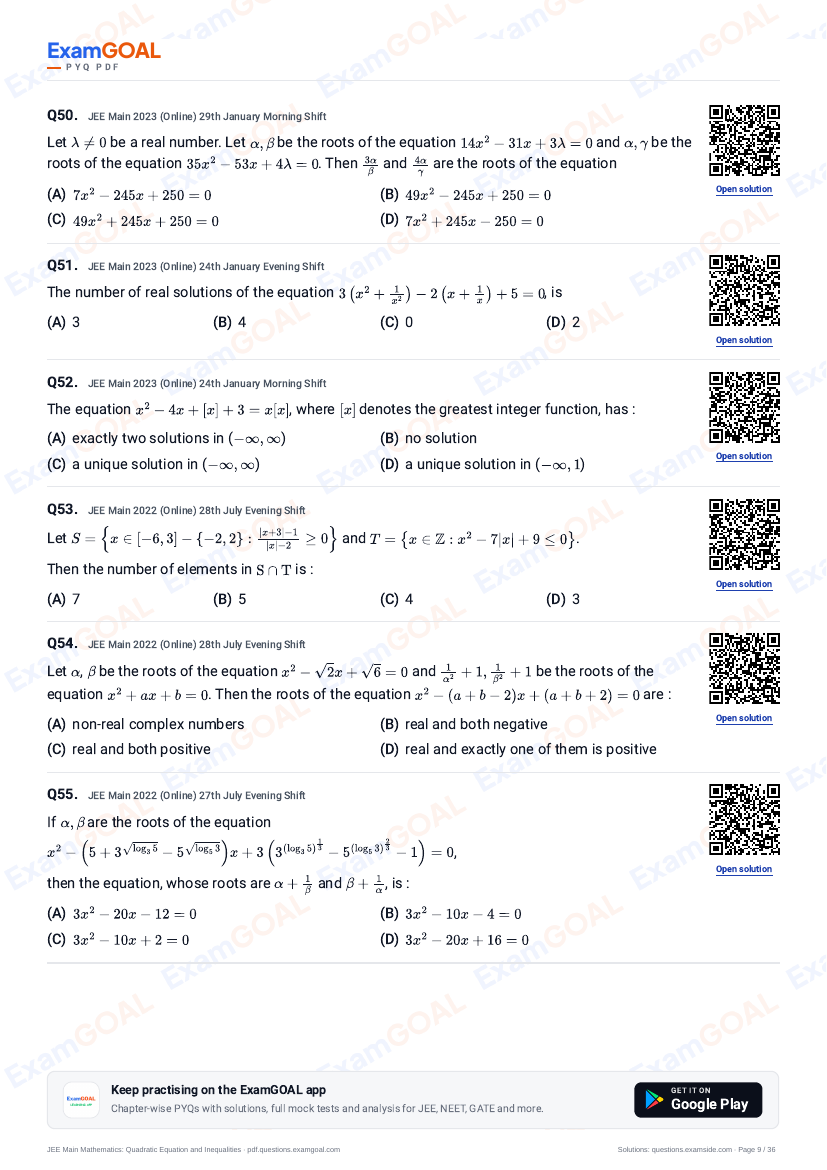 ExamGOAL
PYQ PDF
Q50. JEE Main 2023 (Online) 29th January Morning Shift
Let λ ≠ 0 be a real number. Let α, β be the roots of the equation 14x² − 31x + 3λ = 0 and α, γ be the
roots of the equation 35x² − 53x + 4λ = 0. Then 3α/β and 4α/γ are the roots of the equation
(A) 7x² − 245x + 250 = 0 (B) 49x² − 245x + 250 = 0
(C) 49x² + 245x + 250 = 0 (D) 7x² + 245x − 250 = 0
Open solution
Q51. JEE Main 2023 (Online) 24th January Evening Shift
The number of real solutions of the equation 3 (x² + 1/x²) − 2 (x + 1/x) + 5 = 0, is
(A) 3 (B) 4 (C) 0 (D) 2
Open solution
Q52. JEE Main 2023 (Online) 24th January Morning Shift
The equation x² − 4x + [x] + 3 = x[x], where [x] denotes the greatest integer function, has :
(A) exactly two solutions in (−∞, ∞) (B) no solution
(C) a unique solution in (−∞, ∞) (D) a unique solution in (−∞, 1)
Open solution
Q53. JEE Main 2022 (Online) 28th July Evening Shift
Let S = {x ∈ [−6, 3] − {−2, 2} : (|x+3|−1)/(|x|−2) ≥ 0} and T = {x ∈ ℤ : x² − 7|x| + 9 ≤ 0}.
Then the number of elements in S ∩ T is :
(A) 7 (B) 5 (C) 4 (D) 3
Open solution
Q54. JEE Main 2022 (Online) 28th July Evening Shift
Let α, β be the roots of the equation x² − √2x + √6 = 0 and 1/α² + 1, 1/β² + 1 be the roots of the
equation x² + ax + b = 0. Then the roots of the equation x² − (a + b − 2)x + (a + b + 2) = 0 are :
(A) non-real complex numbers (B) real and both negative
(C) real and both positive (D) real and exactly one of them is positive
Open solution
Q55. JEE Main 2022 (Online) 27th July Evening Shift
If α, β are the roots of the equation
x² − (5 + 3^√(log₃ 5) − 5^√(log₅ 3))x + 3 (3^((log₃ 5)^(1/3)) − 5^((log₅ 3)^(2/3)) − 1) = 0,
then the equation, whose roots are α + 1/β and β + 1/α, is :
(A) 3x² − 20x − 12 = 0 (B) 3x² − 10x − 4 = 0
(C) 3x² − 10x + 2 = 0 (D) 3x² − 20x + 16 = 0
Open solution
Keep practising on the ExamGOAL app
Chapter-wise PYQs with solutions, full mock tests and analysis for JEE, NEET, GATE and more.
ExamGOAL
GET IT ON
Google Play
JEE Main Mathematics: Quadratic Equation and Inequalities · pdf.questions.examgoal.com
Solutions: questions.examside.com · Page 9 / 36